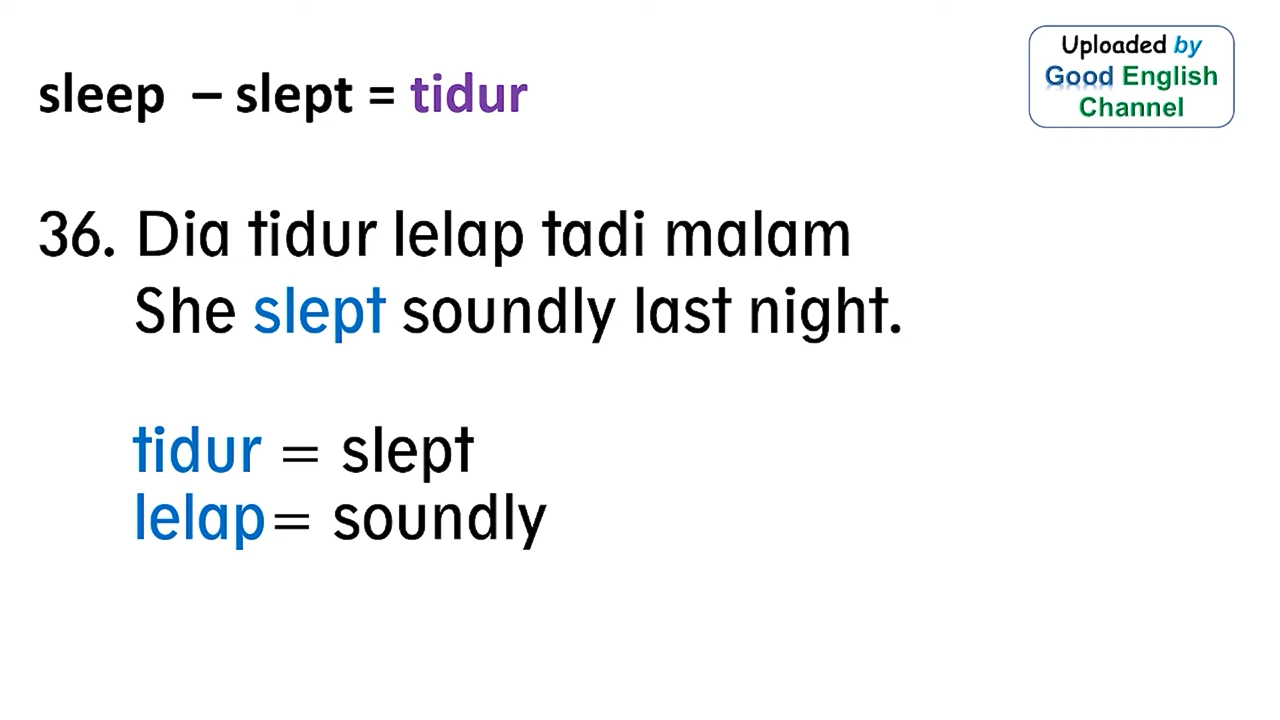 sleep – slept = tidur
Uploaded by
Good English
Channel
36. Dia tidur lelap tadi malam
She slept soundly last night.
tidur = slept
lelap= soundly